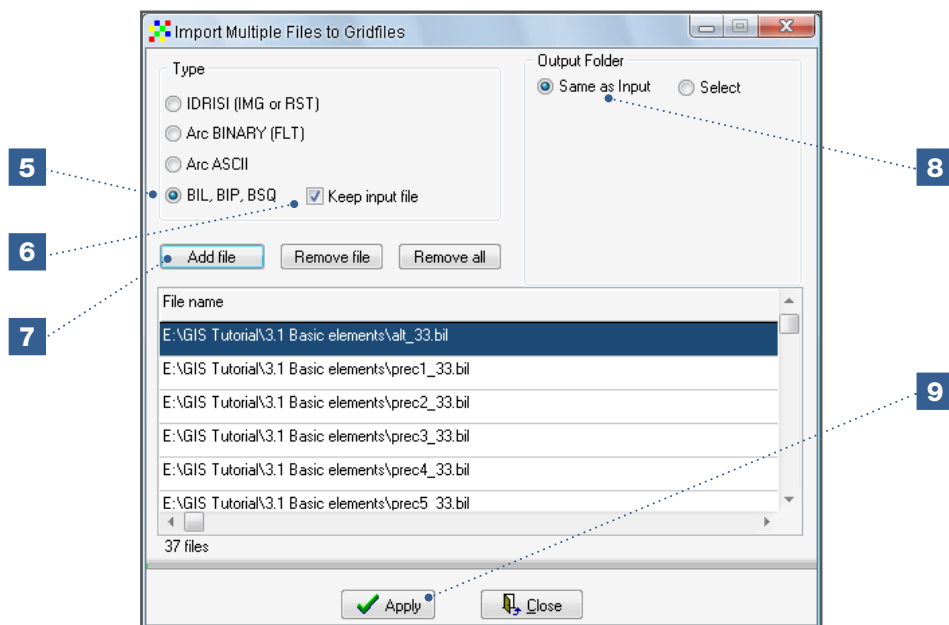 Import Multiple Files to Gridfiles
Type
IDRISI (IMG or RST)
Arc BINARY (FLT)
Arc ASCII
BIL, BIP, BSQ
Keep input file
Output Folder
Same as Input
Select
5
6
7
8
9
Add file
Remove file
Remove all
File name
E:\GIS Tutorial\3.1 Basic elements\alt_33.bil
E:\GIS Tutorial\3.1 Basic elements\prec1_33.bil
E:\GIS Tutorial\3.1 Basic elements\prec2_33.bil
E:\GIS Tutorial\3.1 Basic elements\prec3_33.bil
E:\GIS Tutorial\3.1 Basic elements\prec4_33.bil
E:\GIS Tutorial\3.1 Basic elements\prec5_33.bil
37 files
Apply
Close